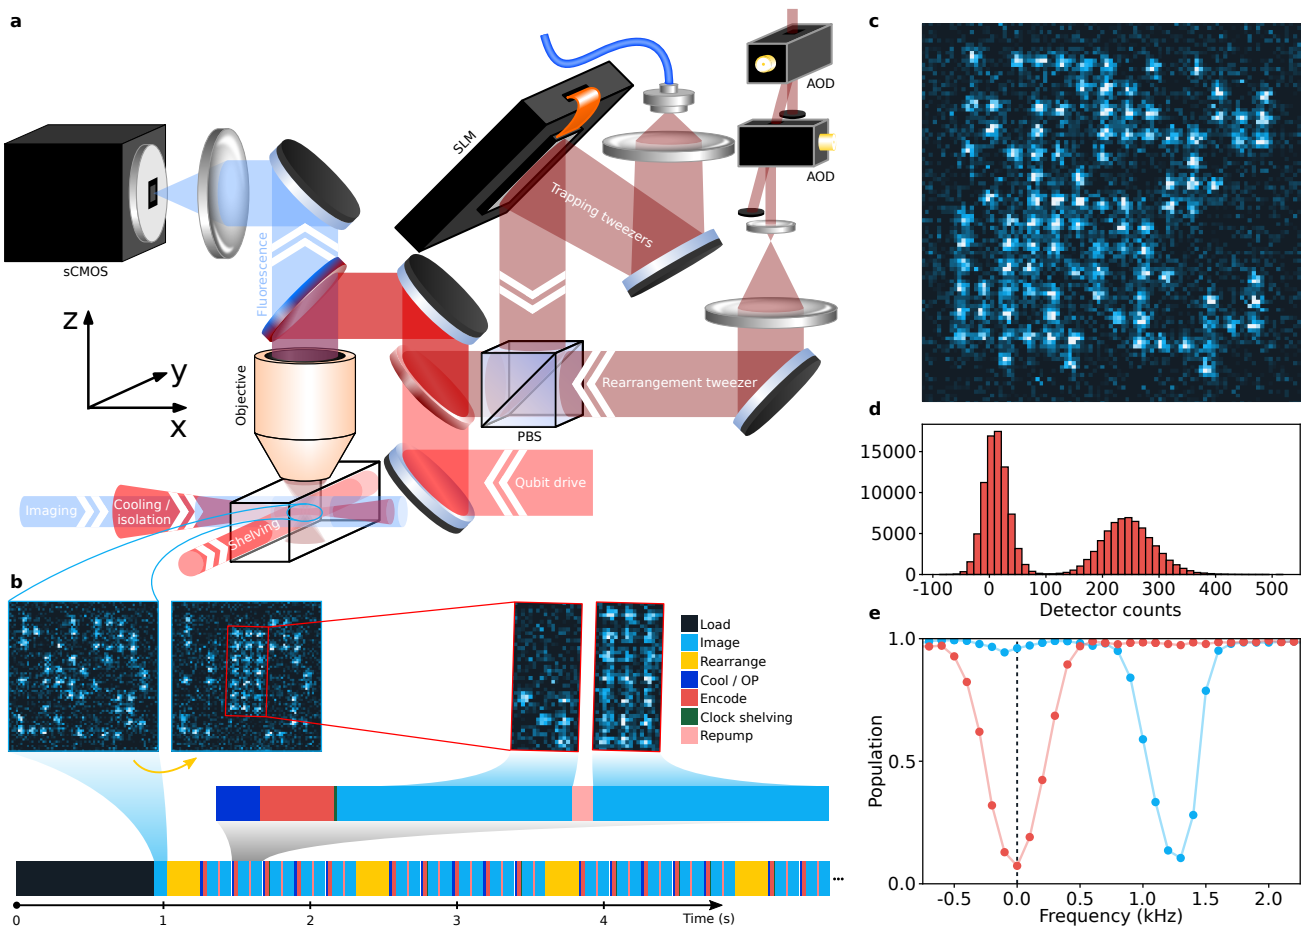 a
sCMOS
Fluorescence
SLM
Trapping tweezers
AOD
AOD
z
y
x
Objective
PBS
Rearrangement tweezer
Qubit drive
Imaging
Cooling /
isolation
Shelving
b
Load
Image
Rearrange
Cool / OP
Encode
Clock shelving
Repump
0
1
2
3
4
Time (s)
...
c
d
15000
10000
5000
0
-100
0
100
200
300
400
500
Detector counts
e
1.0
0.5
0.0
Population
-0.5
0.0
0.5
1.0
1.5
2.0
Frequency (kHz)